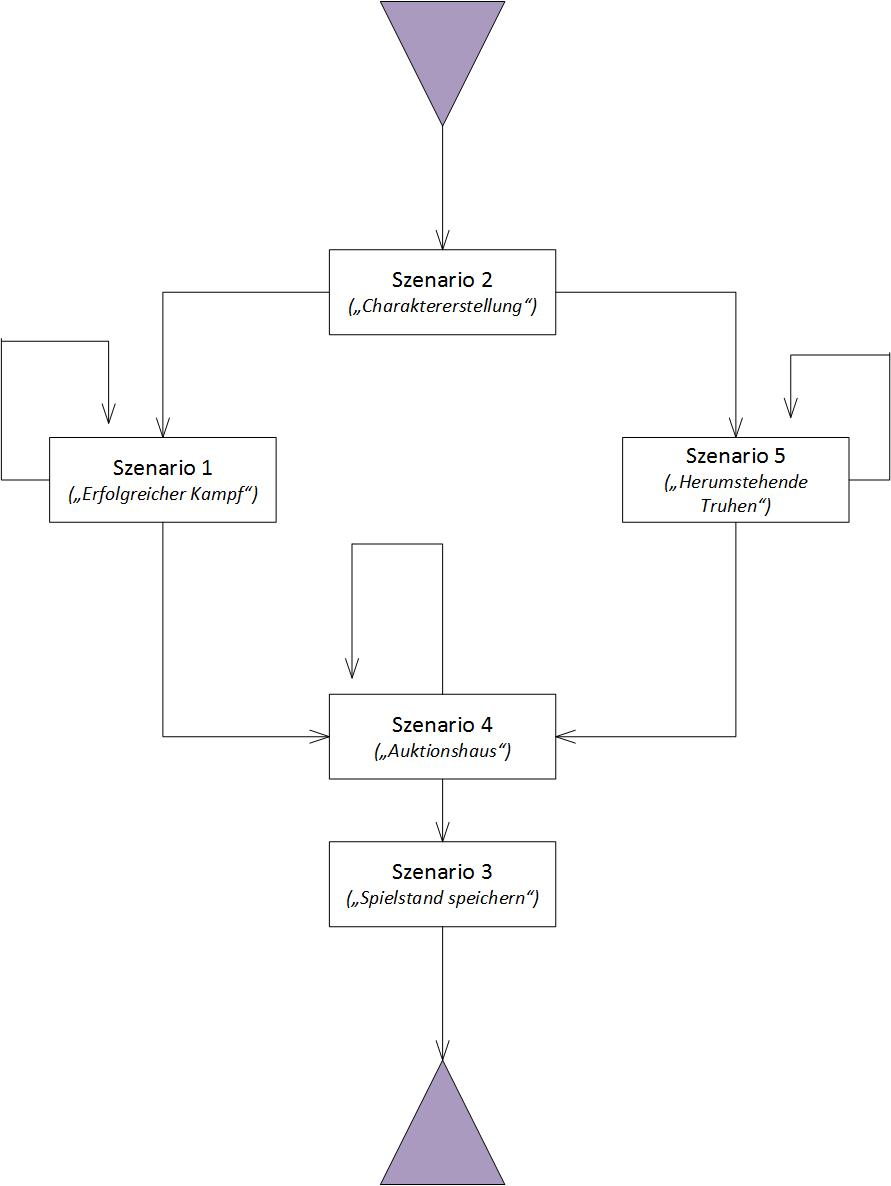 Szenario 2
(„Charaktererstellung“)
Szenario 1
(„Erfolgreicher Kampf“)
Szenario 5
(„Herumstehende
Truhen“)
Szenario 4
(„Auktionshaus“)
Szenario 3
(„Spielstand speichern“)